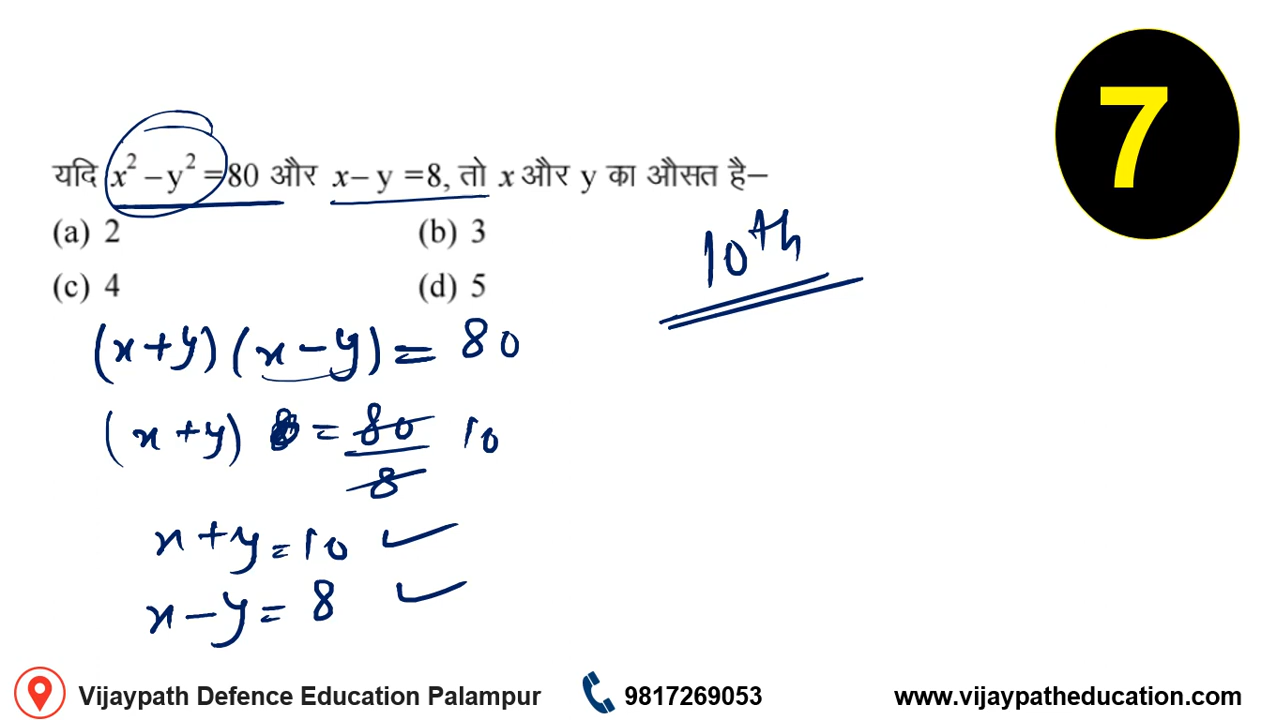 7
यदि x² – y² = 80 और x – y = 8, तो x और y का औसत है–
(a) 2 (b) 3
(c) 4 (d) 5
10th
(x+y)(x-y) = 80
(x+y) 8 = 80/8 10
x+y=10 ✓
x-y=8 ✓
Vijaypath Defence Education Palampur 9817269053 www.vijaypatheducation.com